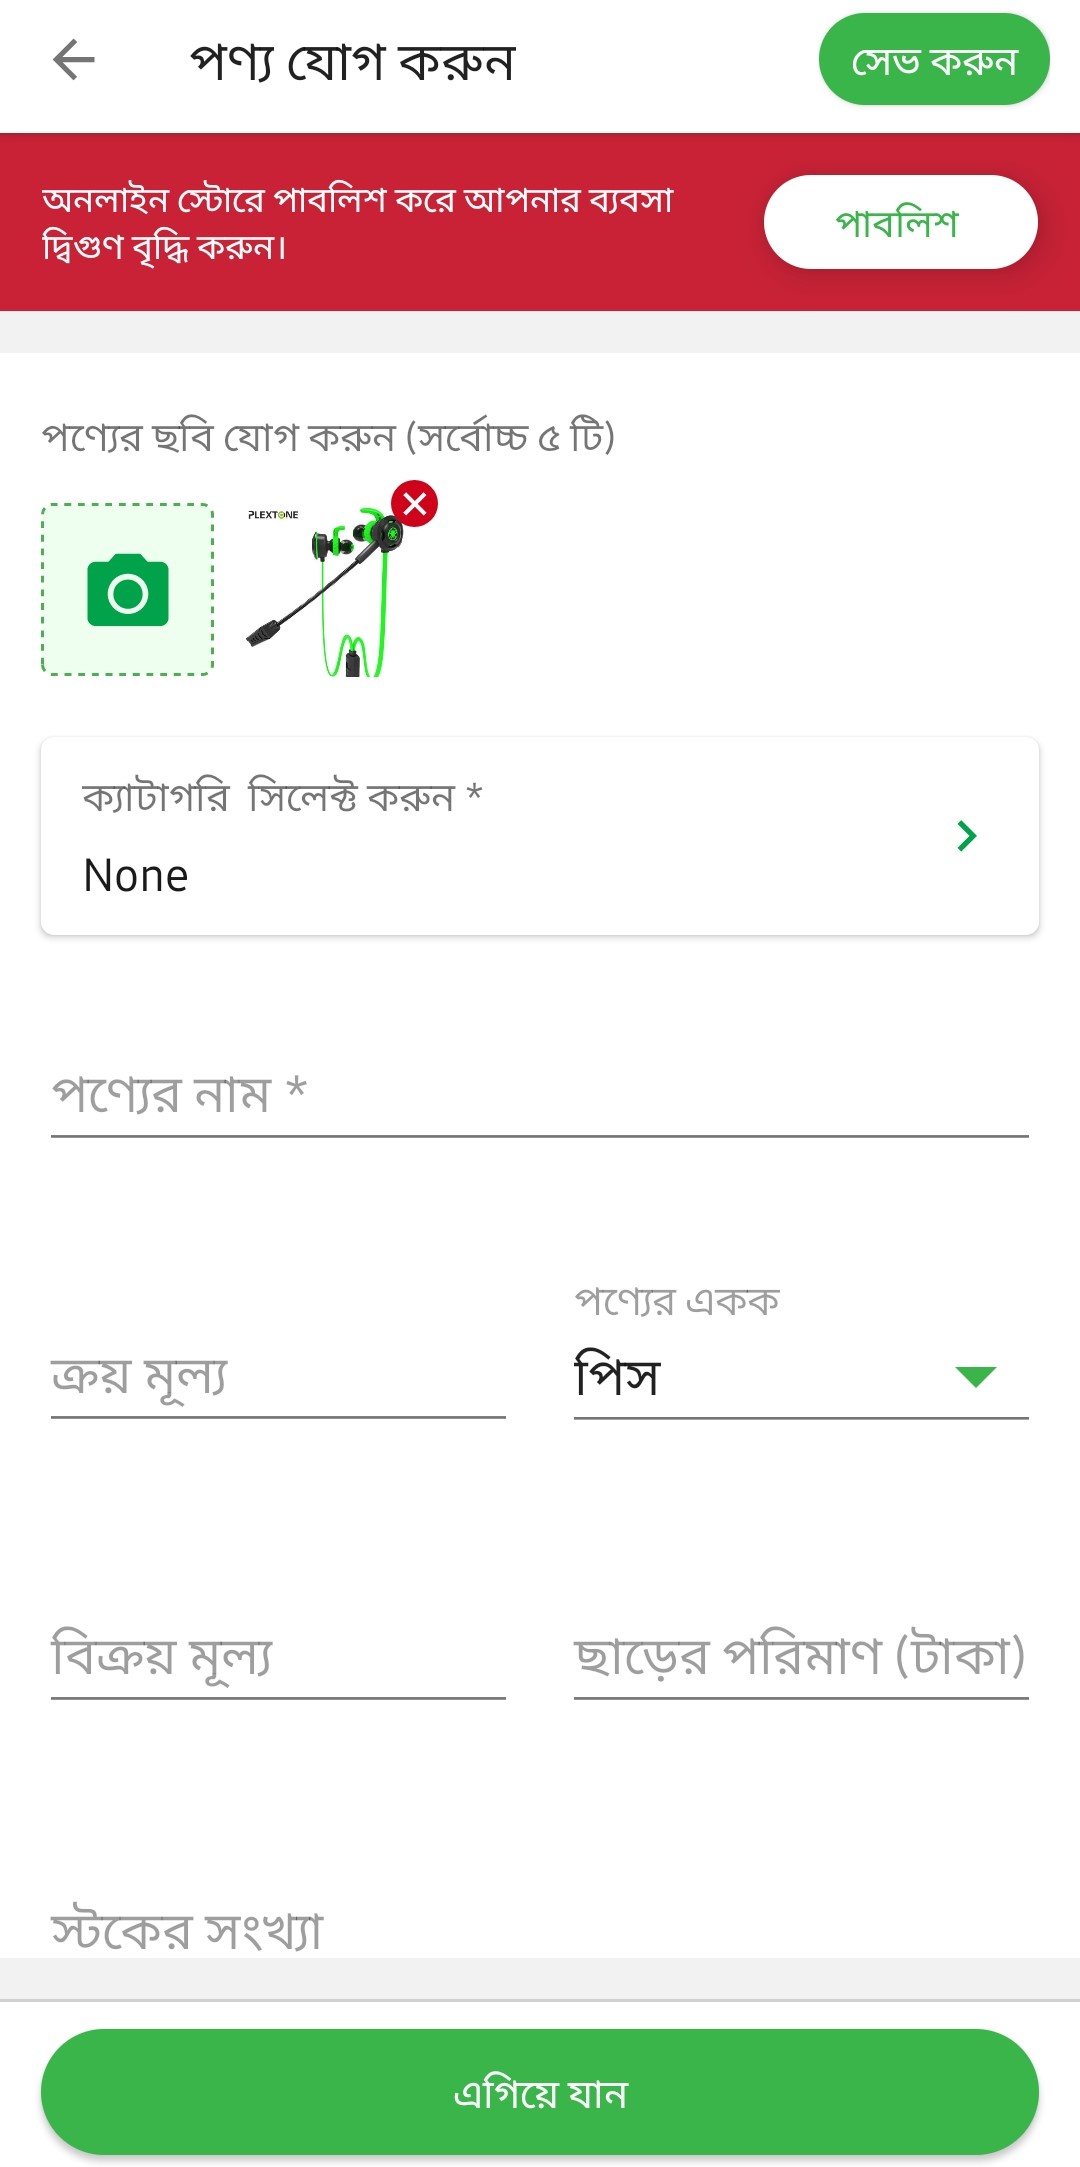 পণ্য যোগ করুন
সেভ করুন
অনলাইন স্টোরে পাবলিশ করে আপনার ব্যবসা
দ্বিগুণ বৃদ্ধি করুন।
পাবলিশ
পণ্যের ছবি যোগ করুন (সর্বোচ্চ ৫ টি)
PLEXTONE
ক্যাটাগরি সিলেক্ট করুন *
None
পণ্যের নাম *
পণ্যের একক
ক্রয় মূল্য
পিস
বিক্রয় মূল্য
ছাড়ের পরিমাণ (টাকা)
স্টকের সংখ্যা
এগিয়ে যান